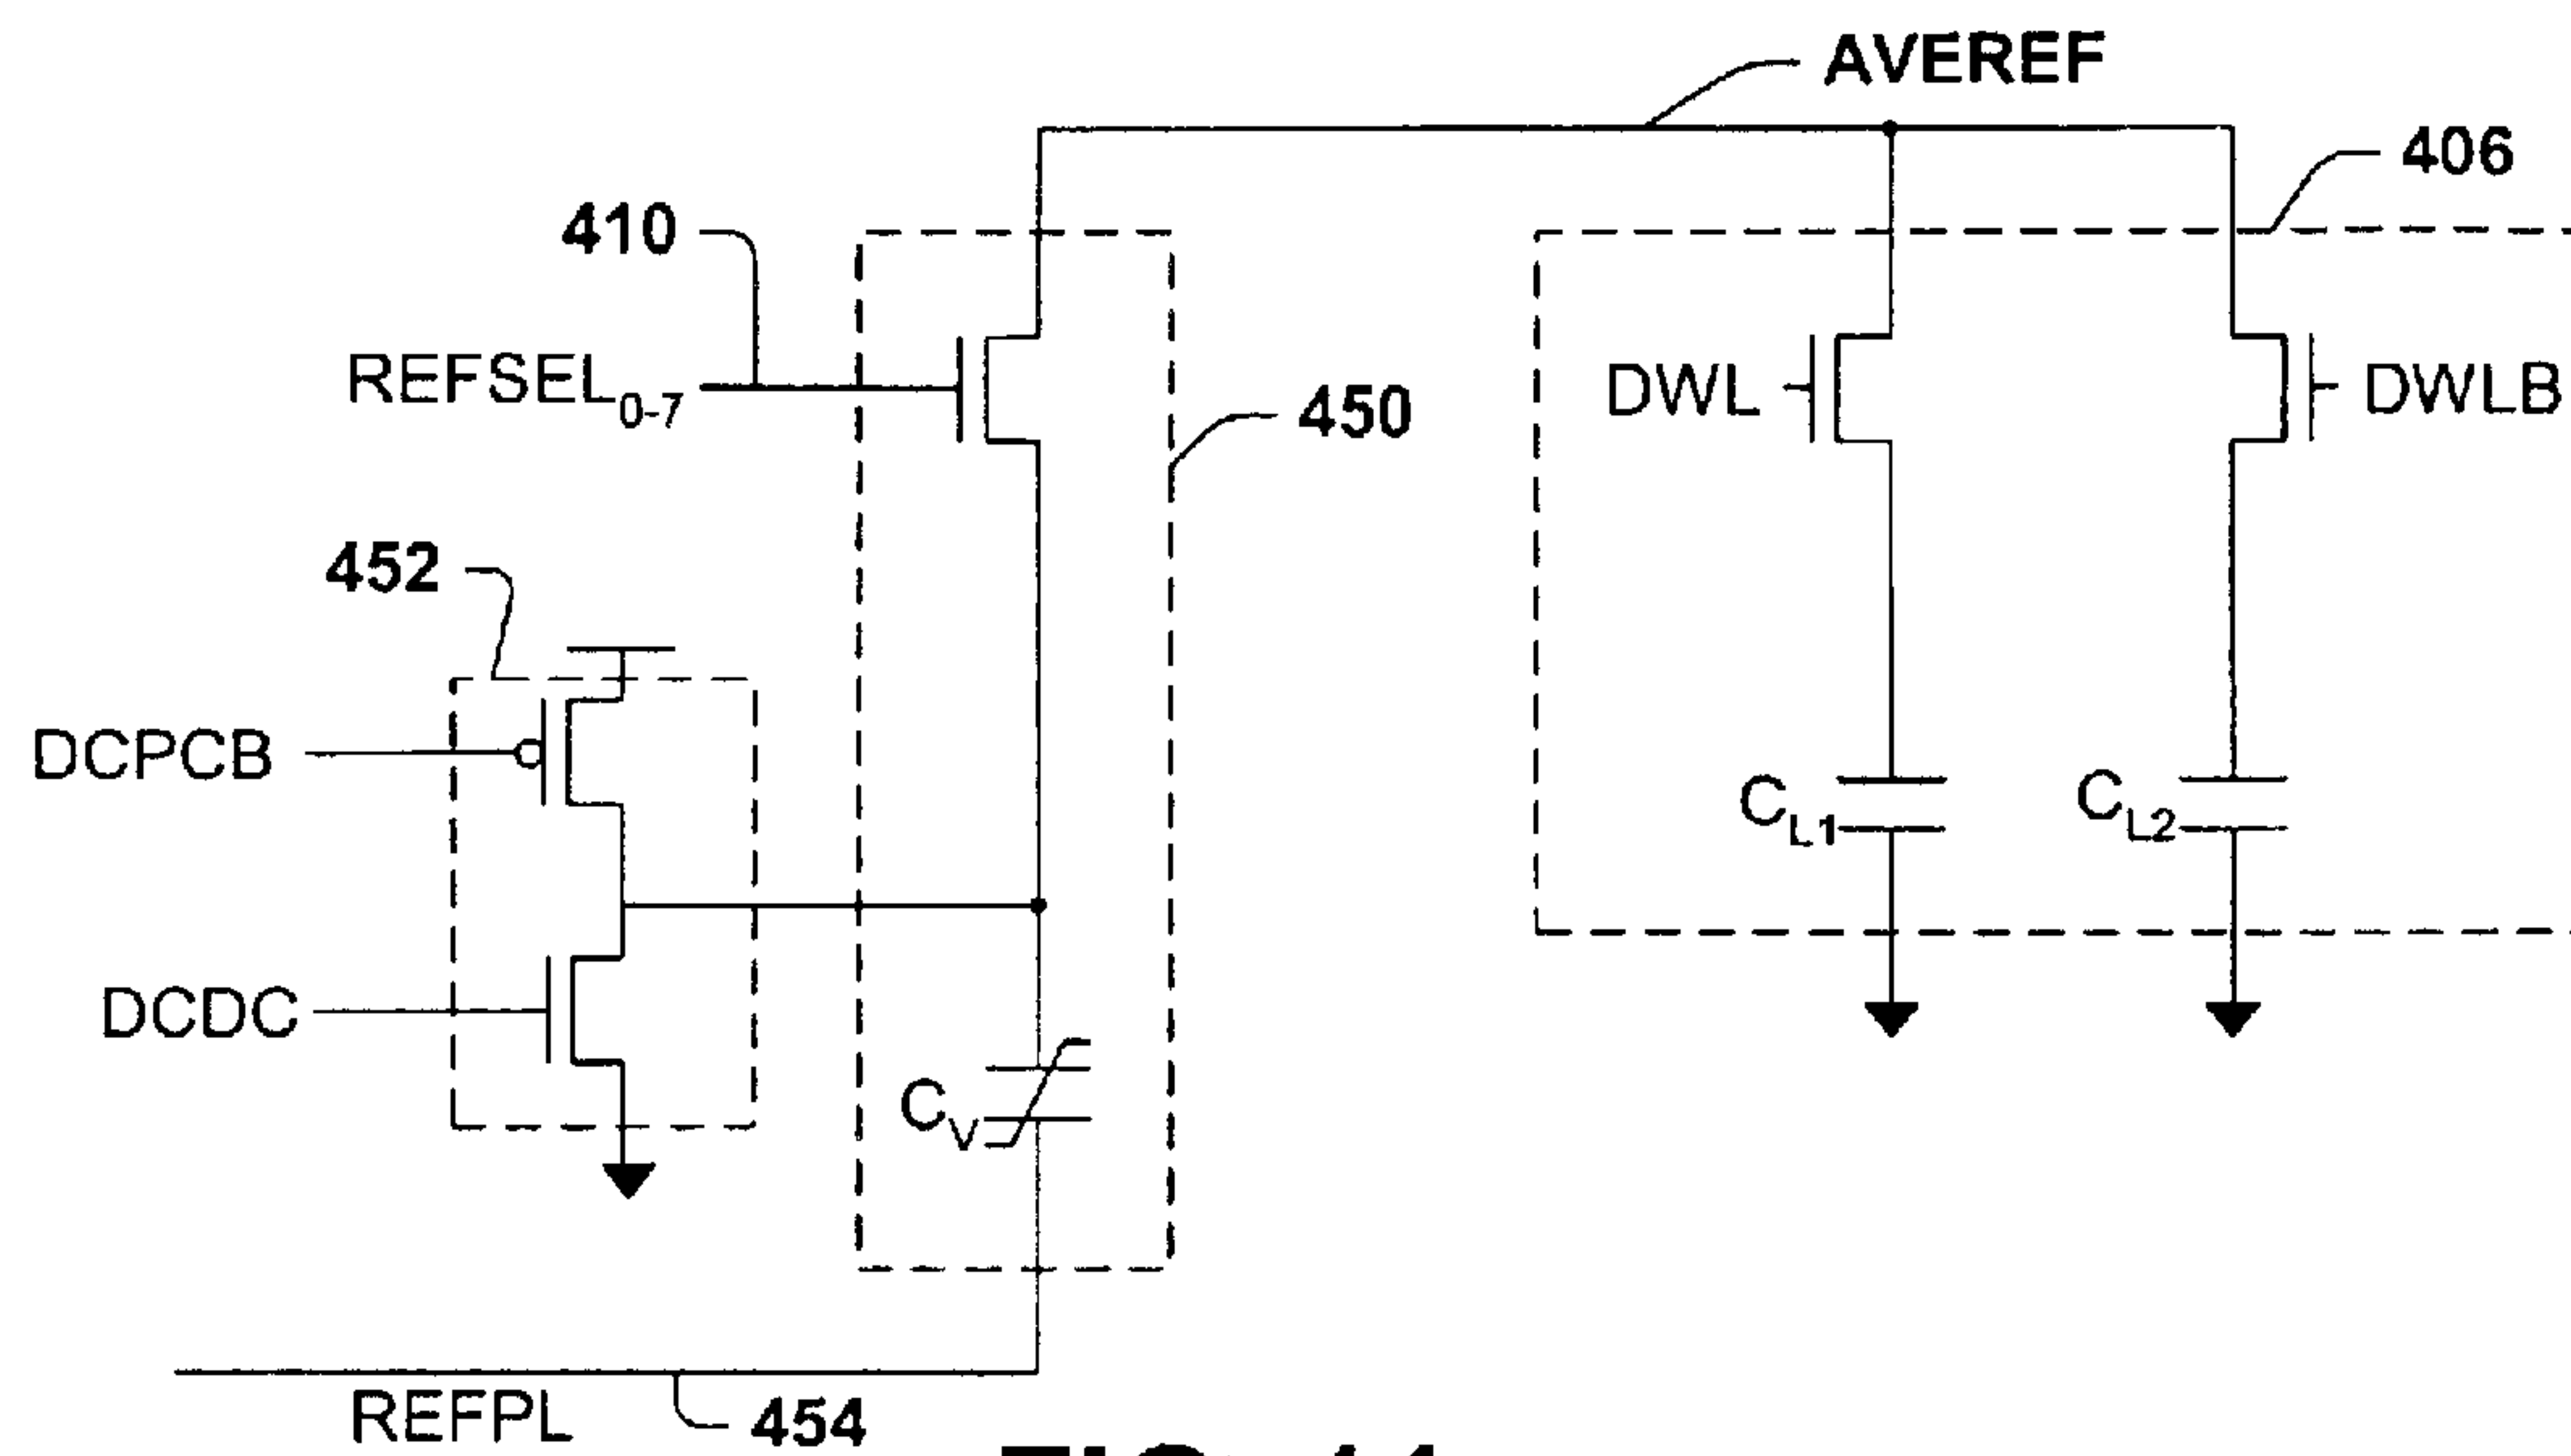 AVEREF
406
410
REFSEL0-7
450
DWL
DWLB
452
DCPCB
CL1
CL2
DCDC
CV
REFPL
454